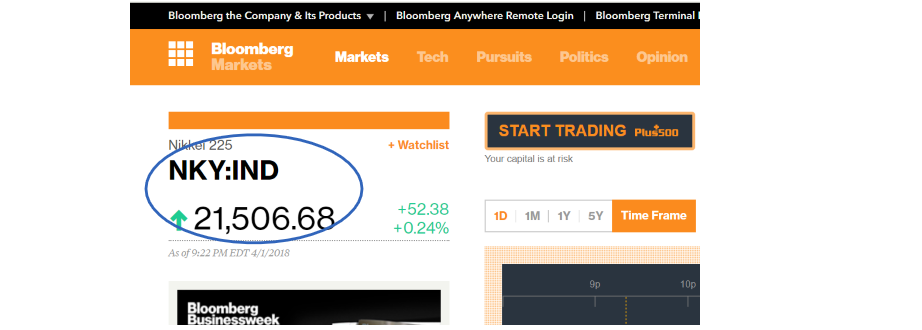 Bloomberg the Company & Its Products ▼ | Bloomberg Anywhere Remote Login | Bloomberg Terminal
Bloomberg
Markets
Markets Tech Pursuits Politics Opinion
Nikkei 225
+ Watchlist
NKY:IND
21,506.68
+52.38
+0.24%
As of 9:22 PM EDT 4/1/2018
START TRADING Plus500
Your capital is at risk
1D 1M 1Y 5Y Time Frame
9p 10p
Bloomberg
Businessweek